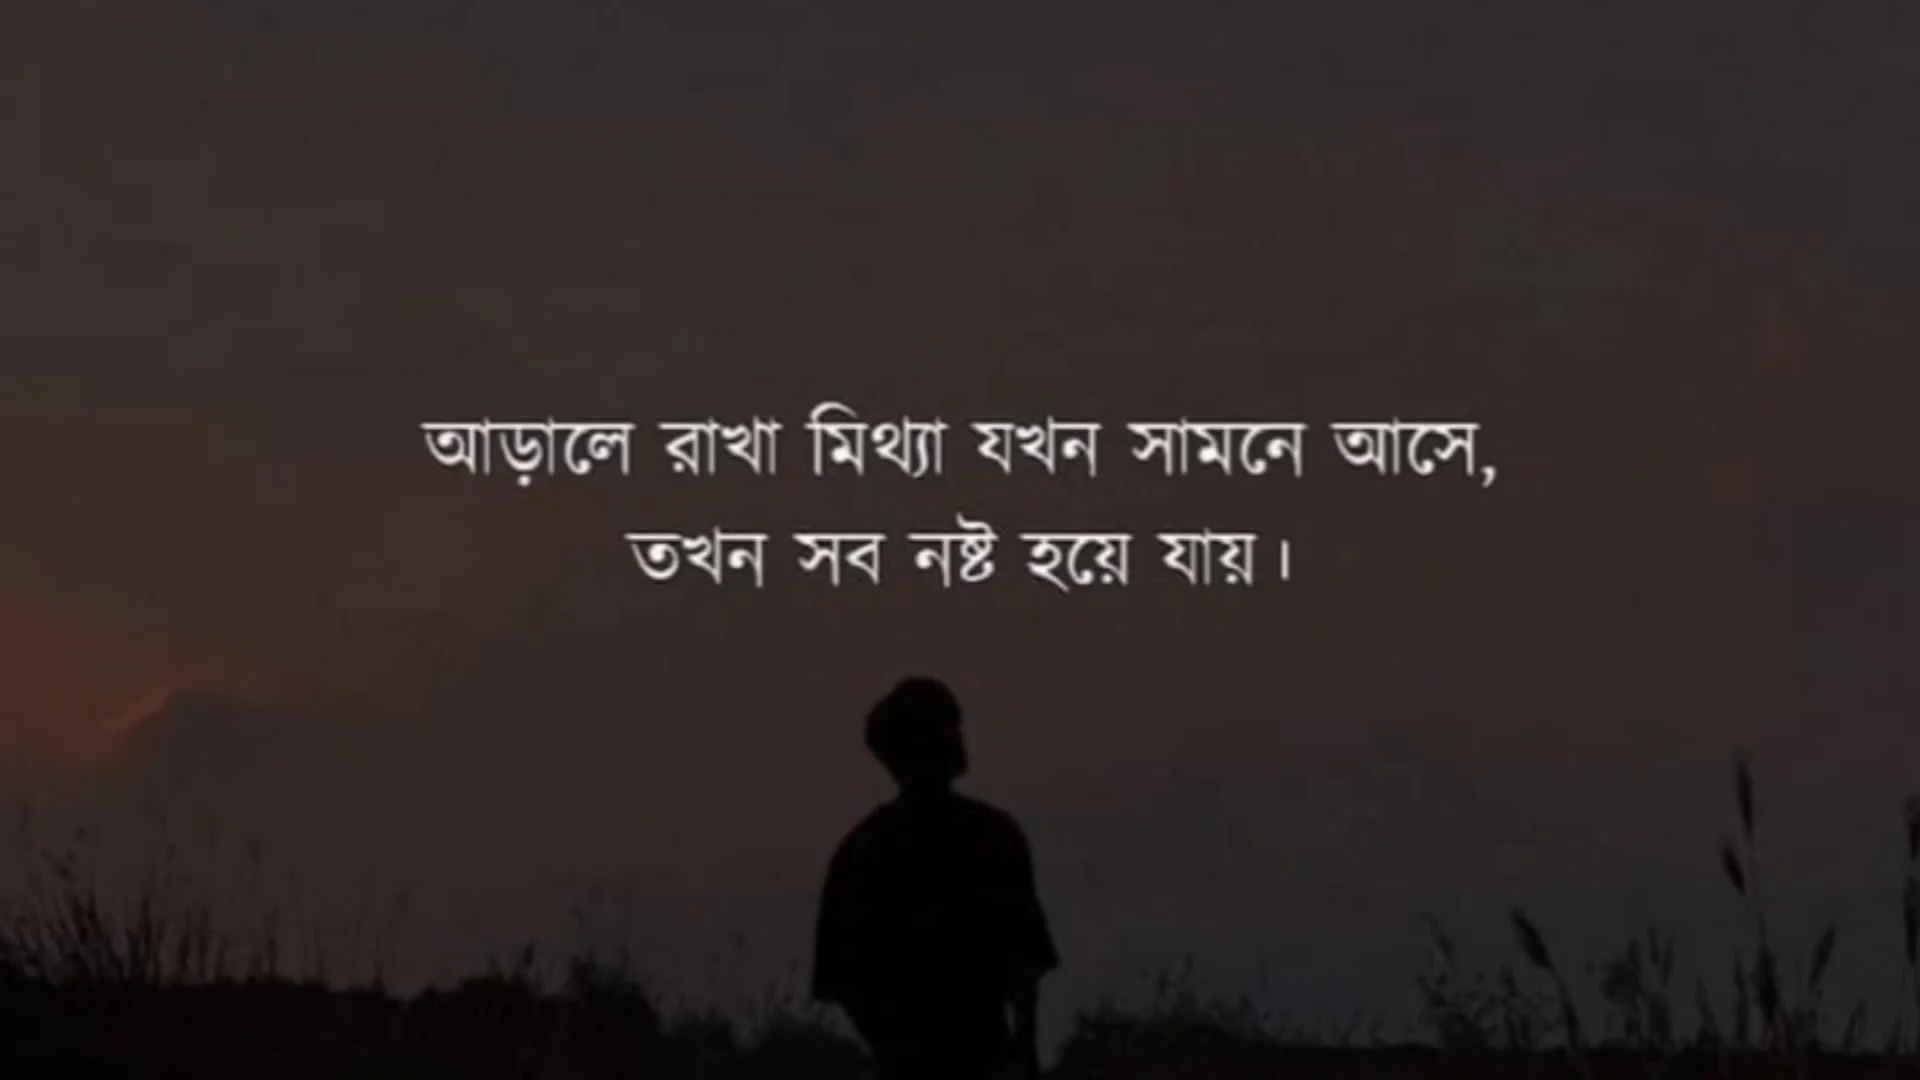 আড়ালে রাখা মিথ্যা যখন সামনে আসে,
তখন সব নষ্ট হয়ে যায়।